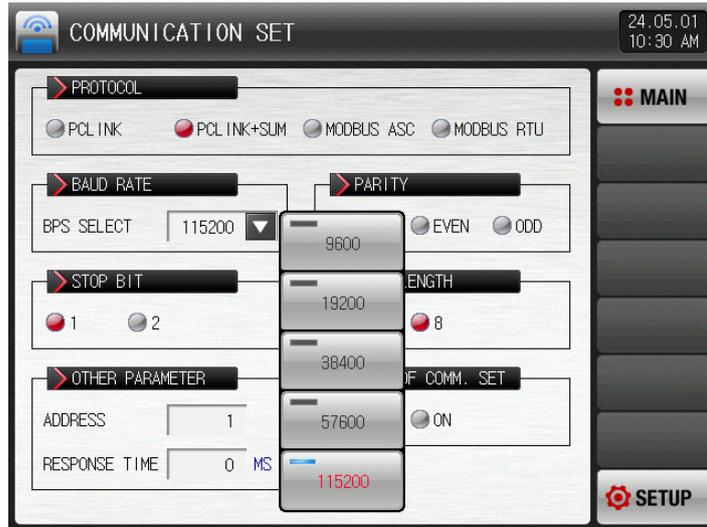 COMMUNICATION SET
24.05.01
10:30 AM
PROTOCOL
PCLINK PCLINK+SUM MODBUS ASC MODBUS RTU
MAIN
BAUD RATE
PARITY
BPS SELECT 115200
EVEN ODD
9600
19200
38400
57600
115200
STOP BIT
1 2
ENGTH
8
OTHER PARAMETER
ADDRESS 1
RESPONSE TIME 0 MS
F COMM. SET
ON
SETUP